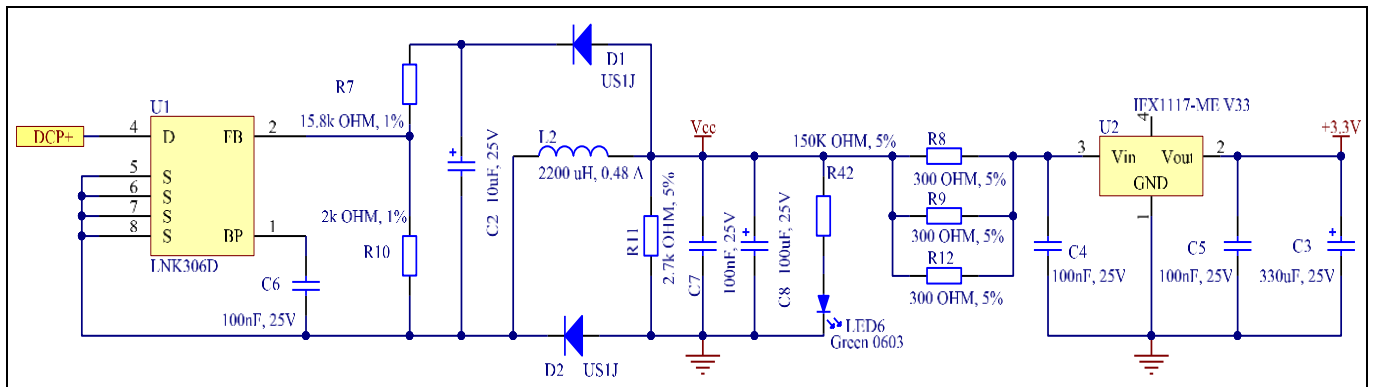 DCP+
U1
4
D
FB
2
5
S
6
S
7
S
8
S
BP
1
LNK306D
C6
100nF, 25V
R7
15.8k OHM, 1%
2k OHM, 1%
R10
+
C2 10uF, 25V
D1
US1J
L2
2200 uH, 0.48 A
D2
US1J
R11
2.7k OHM, 5%
Vcc
C7
100nF, 25V
+
C8 100uF, 25V
150K OHM, 5%
R42
LED6
Green 0603
R8
300 OHM, 5%
R9
300 OHM, 5%
R12
300 OHM, 5%
C4
100nF, 25V
IFX1117-ME V33
U2
4
3
Vin
Vout
2
GND
1
C5
100nF, 25V
+3.3V
+
C3
330uF, 25V